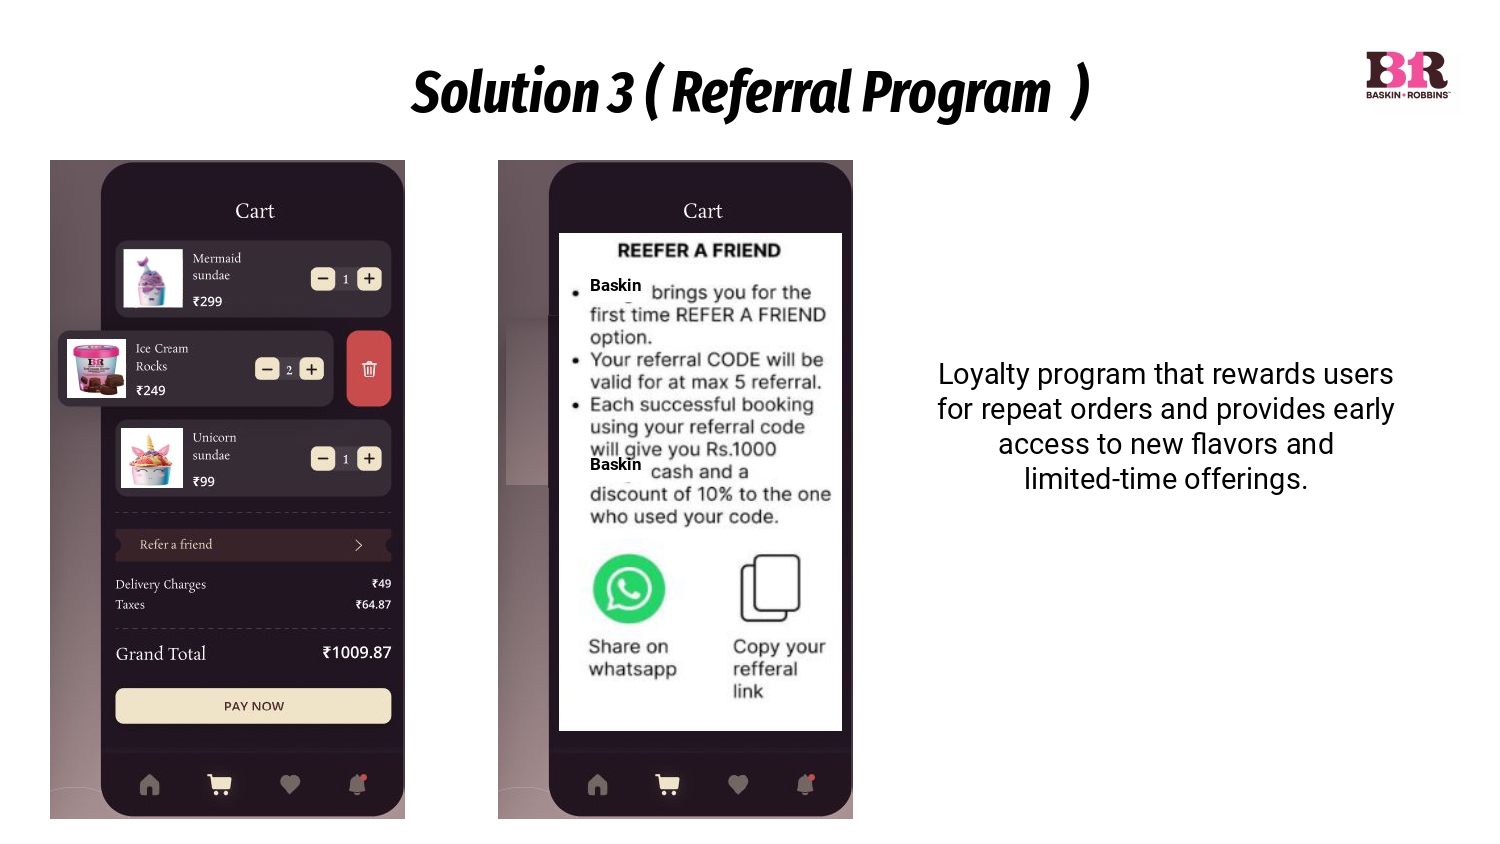 Solution 3 ( Referral Program )
BR
BASKIN ROBBINS
Cart
Mermaid
sundae
₹299
1
Ice Cream
Rocks
₹249
2
Unicorn
sundae
₹99
1
Refer a friend
Delivery Charges ₹49
Taxes ₹64.87
Grand Total ₹1009.87
PAY NOW
Cart
REEFER A FRIEND
• Baskin brings you for the
first time REFER A FRIEND
option.
• Your referral CODE will be
valid for at max 5 referral.
• Each successful booking
using your referral code
will give you Rs.1000
Baskin cash and a
discount of 10% to the one
who used your code.
Share on
whatsapp
Copy your
refferal
link
Loyalty program that rewards users
for repeat orders and provides early
access to new flavors and
limited-time offerings.